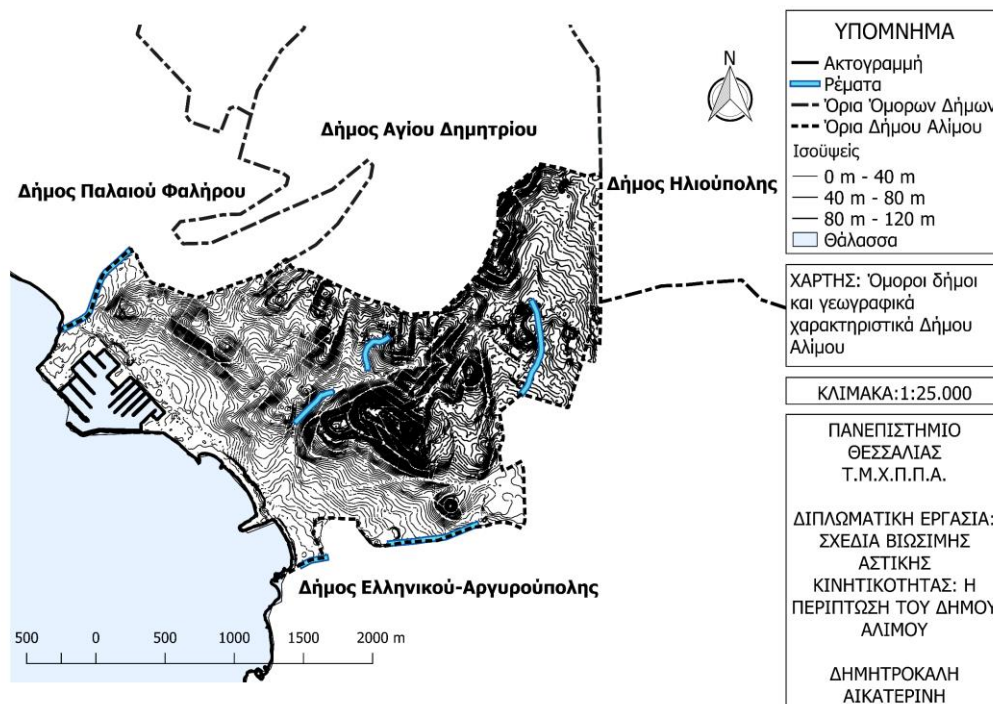 ΥΠΟΜΝΗΜΑ
Ακτογραμμή
Ρέματα
Όρια Όμορων Δήμων
Όρια Δήμου Αλίμου
Ισοϋψείς
0 m - 40 m
40 m - 80 m
80 m - 120 m
Θάλασσα
N
Δήμος Αγίου Δημητρίου
Δήμος Παλαιού Φαλήρου
Δήμος Ηλιούπολης
Δήμος Ελληνικού-Αργυρούπολης
500 0 500 1000 1500 2000 m
ΧΑΡΤΗΣ: Όμοροι δήμοι
και γεωγραφικά
χαρακτηριστικά Δήμου
Αλίμου
ΚΛΙΜΑΚΑ:1:25.000
ΠΑΝΕΠΙΣΤΗΜΙΟ
ΘΕΣΣΑΛΙΑΣ
Τ.Μ.Χ.Π.Π.Α.
ΔΙΠΛΩΜΑΤΙΚΗ ΕΡΓΑΣΙΑ:
ΣΧΕΔΙΑ ΒΙΩΣΙΜΗΣ
ΑΣΤΙΚΗΣ
ΚΙΝΗΤΙΚΟΤΗΤΑΣ: Η
ΠΕΡΙΠΤΩΣΗ ΤΟΥ ΔΗΜΟΥ
ΑΛΙΜΟΥ
ΔΗΜΗΤΡΟΚΑΛΗ
ΑΙΚΑΤΕΡΙΝΗ